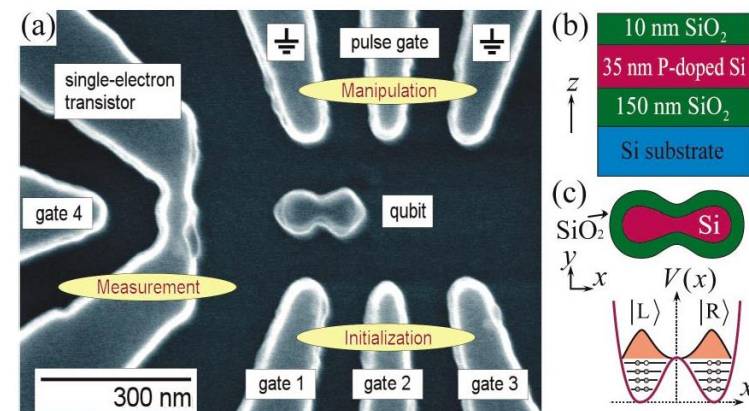 (a)
pulse gate
single-electron
transistor
Manipulation
gate 4
qubit
Measurement
Initialization
300 nm
gate 1
gate 2
gate 3
(b)
10 nm SiO₂
35 nm P-doped Si
150 nm SiO₂
Si substrate
z
(c)
SiO₂
Si
y
x
V(x)
|L⟩
|R⟩
x